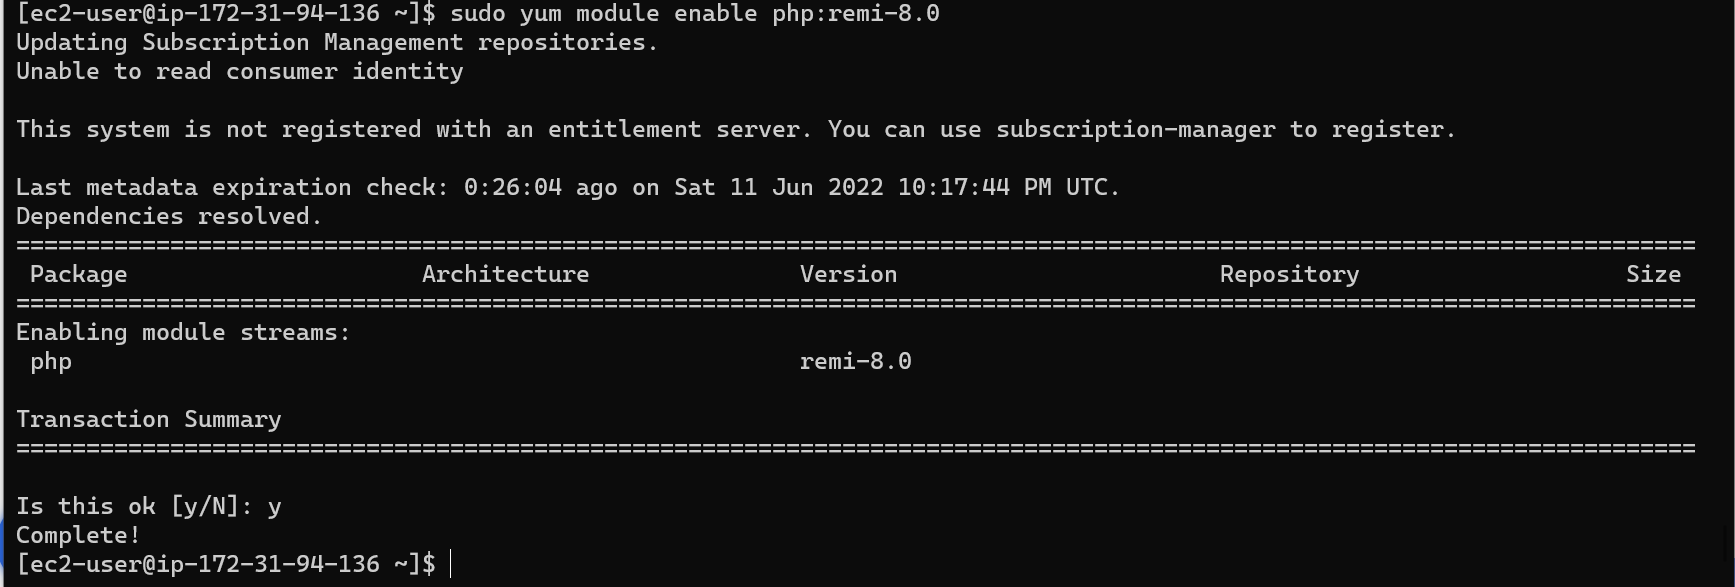 [ec2-user@ip-172-31-94-136 ~]$ sudo yum module enable php:remi-8.0
Updating Subscription Management repositories.
Unable to read consumer identity
This system is not registered with an entitlement server. You can use subscription-manager to register.
Last metadata expiration check: 0:26:04 ago on Sat 11 Jun 2022 10:17:44 PM UTC.
Dependencies resolved.
========================================================================================================================
Package Architecture Version Repository Size
========================================================================================================================
Enabling module streams:
php remi-8.0
Transaction Summary
========================================================================================================================
Is this ok [y/N]: y
Complete!
[ec2-user@ip-172-31-94-136 ~]$